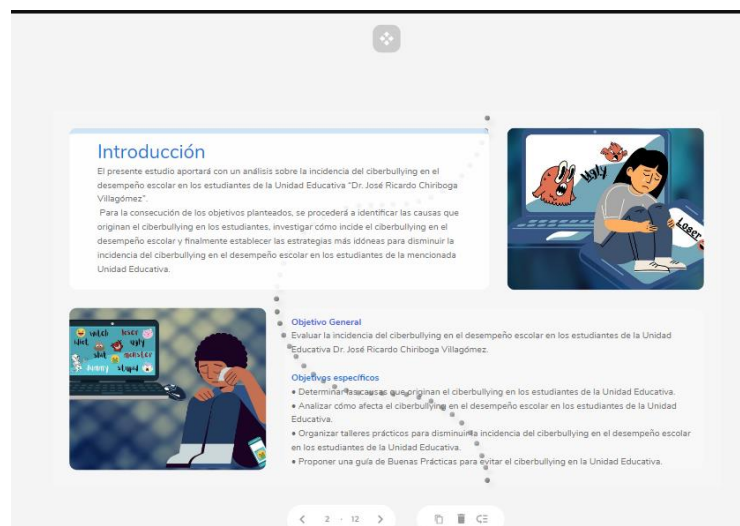 Introducción
El presente estudio aportará con un análisis sobre la incidencia del ciberbullying en el
desempeño escolar en los estudiantes de la Unidad Educativa "Dr. José Ricardo Chiriboga
Villagómez".
Para la consecución de los objetivos planteados, se procederá a identificar las causas que
originan el ciberbullying en los estudiantes, investigar cómo incide el ciberbullying en el
desempeño escolar y finalmente establecer las estrategias más idóneas para disminuir la
incidencia del ciberbullying en el desempeño escolar en los estudiantes de la mencionada
Unidad Educativa.
Ugly
Loser
witch loser
idiot ugly
shit monster
dummy stupid
Objetivo General
Evaluar la incidencia del ciberbullying en el desempeño escolar en los estudiantes de la Unidad
Educativa Dr. José Ricardo Chiriboga Villagómez.
Objetivos específicos
• Determinar las causas que originan el ciberbullying en los estudiantes de la Unidad Educativa.
• Analizar cómo afecta el ciberbullying en el desempeño escolar en los estudiantes de la Unidad
Educativa.
• Organizar talleres prácticos para disminuir la incidencia del ciberbullying en el desempeño escolar
en los estudiantes de la Unidad Educativa.
• Proponer una guía de Buenas Prácticas para evitar el ciberbullying en la Unidad Educativa.
2 - 12